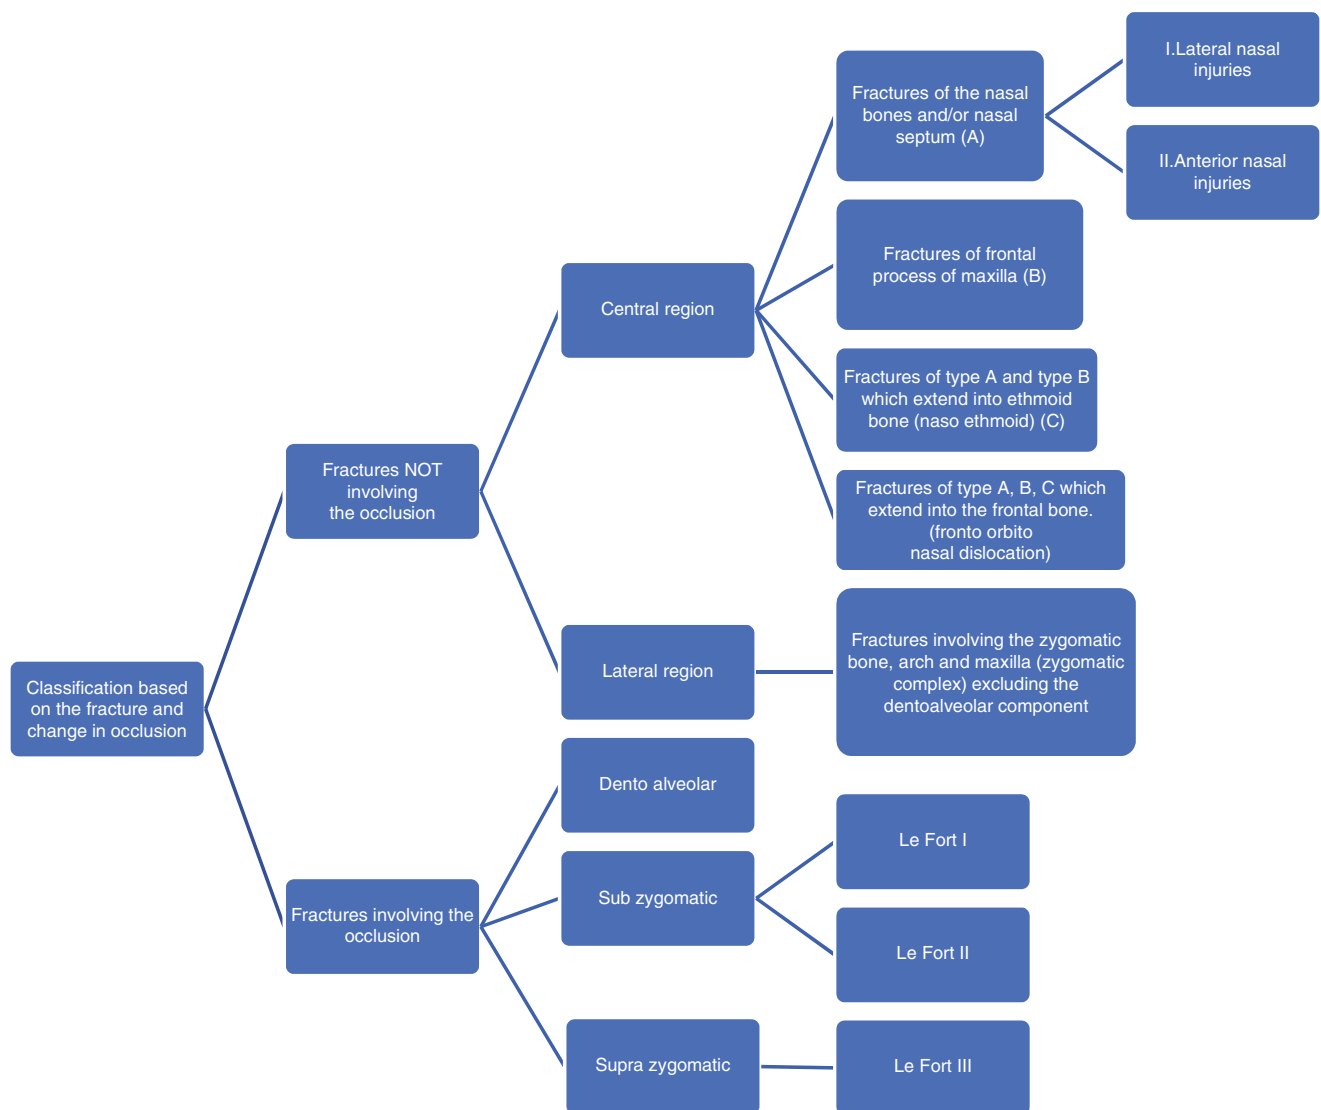 Classification based
on the fracture and
change in occlusion
Fractures NOT
involving
the occlusion
Central region
Fractures of the nasal
bones and/or nasal
septum (A)
I.Lateral nasal
injuries
II.Anterior nasal
injuries
Fractures of frontal
process of maxilla (B)
Fractures of type A and type B
which extend into ethmoid
bone (naso ethmoid) (C)
Fractures of type A, B, C which
extend into the frontal bone.
(fronto orbito
nasal dislocation)
Lateral region
Fractures involving the zygomatic
bone, arch and maxilla (zygomatic
complex) excluding the
dentoalveolar component
Fractures involving the
occlusion
Dento alveolar
Sub zygomatic
Le Fort I
Le Fort II
Supra zygomatic
Le Fort III